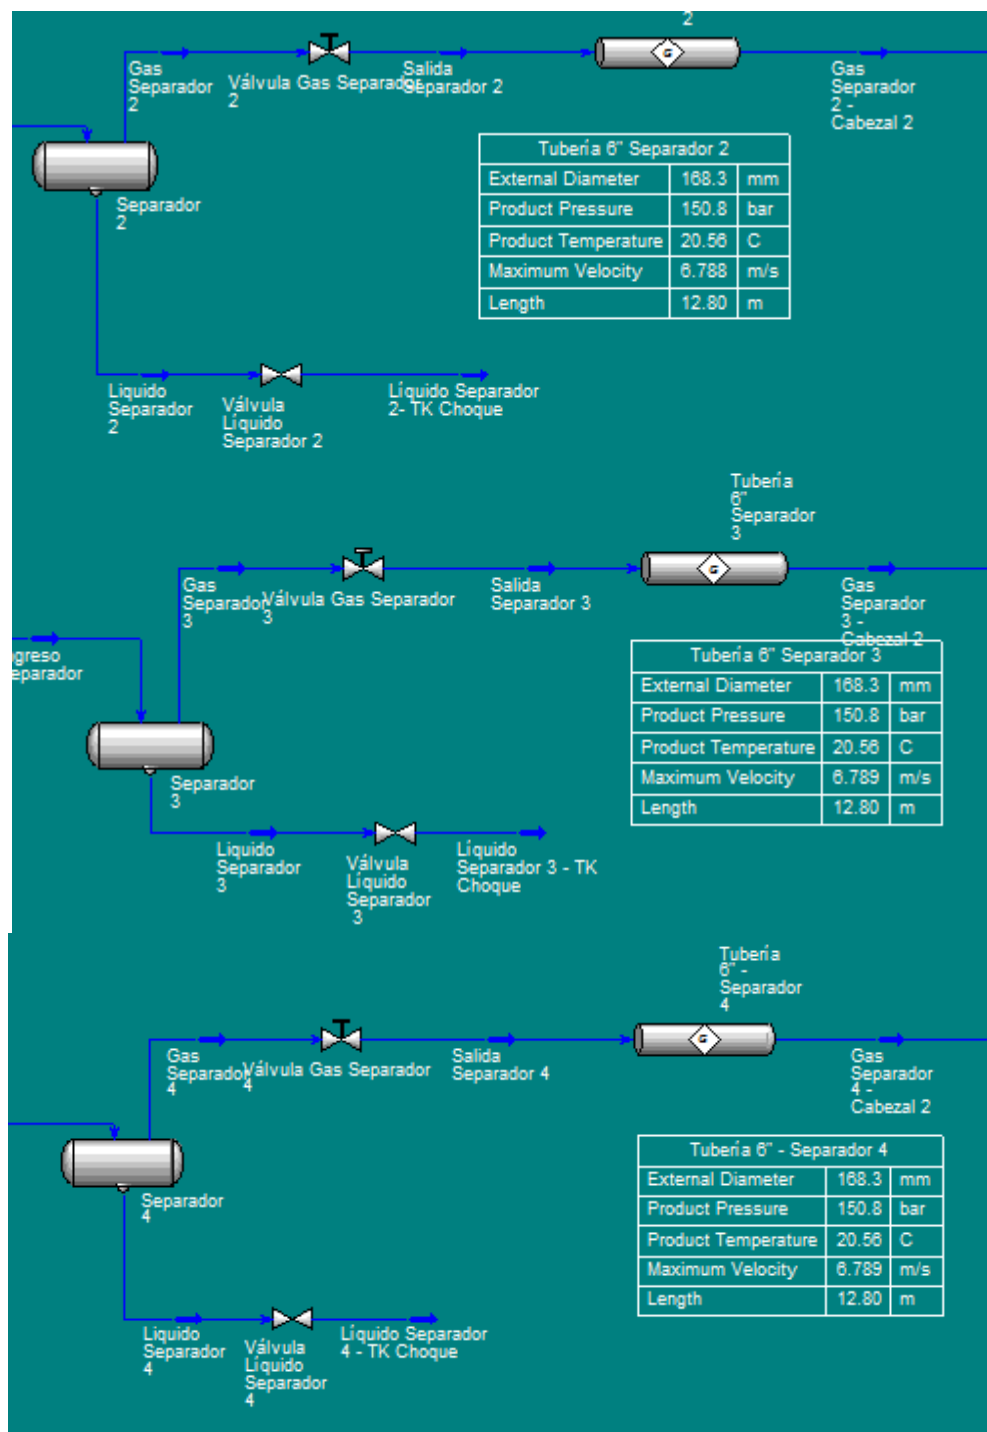 2
Gas
Separador
2
Válvula Gas Separador
2
Salida
Separador 2
Gas
Separador
2 -
Cabezal 2
Separador
2
Tubería 6" Separador 2
External Diameter 168.3 mm
Product Pressure 150.8 bar
Product Temperature 20.56 C
Maximum Velocity 6.788 m/s
Length 12.80 m
Liquido
Separador
2
Válvula
Líquido
Separador 2
Líquido Separador
2- TK Choque
Tubería
6"
Separador
3
Gas
Separador
3
Válvula Gas Separador
3
Salida
Separador 3
Gas
Separador
3 -
Cabezal 2
greso
eparador
Separador
3
Tubería 6" Separador 3
External Diameter 168.3 mm
Product Pressure 150.8 bar
Product Temperature 20.56 C
Maximum Velocity 6.789 m/s
Length 12.80 m
Liquido
Separador
3
Válvula
Líquido
Separador
3
Líquido
Separador 3 - TK
Choque
Tubería
6" -
Separador
4
Gas
Separador
4
Válvula Gas Separador
4
Salida
Separador 4
Gas
Separador
4 -
Cabezal 2
Separador
4
Tubería 6" - Separador 4
External Diameter 168.3 mm
Product Pressure 150.8 bar
Product Temperature 20.56 C
Maximum Velocity 6.789 m/s
Length 12.80 m
Liquido
Separador
4
Válvula
Líquido
Separador
4
Líquido Separador
4 - TK Choque